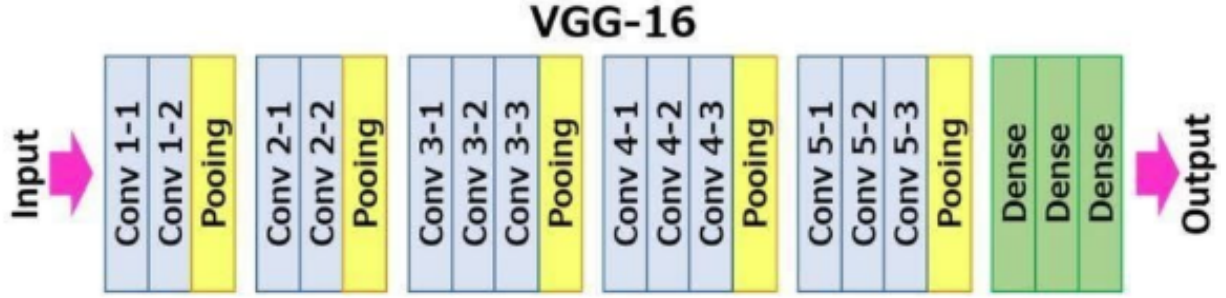 VGG-16
Input
Conv 1-1
Conv 1-2
Pooing
Conv 2-1
Conv 2-2
Pooing
Conv 3-1
Conv 3-2
Conv 3-3
Pooing
Conv 4-1
Conv 4-2
Conv 4-3
Pooing
Conv 5-1
Conv 5-2
Conv 5-3
Pooing
Dense
Dense
Dense
Output